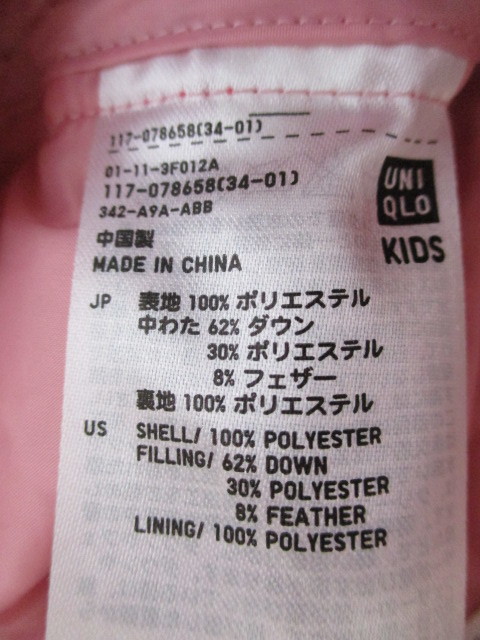 117-078658(34-01)
01-11-3F012A
117-078658(34-01)
342-A9A-ABB
UNI
QLO
KIDS
中国製
MADE IN CHINA
JP 表地 100% ポリエステル
中わた 62% ダウン
30% ポリエステル
8% フェザー
裏地 100% ポリエステル
US SHELL/ 100% POLYESTER
FILLING/ 62% DOWN
30% POLYESTER
8% FEATHER
LINING/ 100% POLYESTER